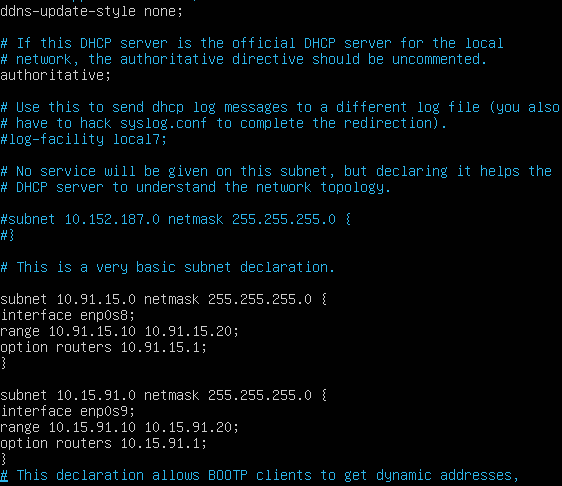 ddns-update-style none;
# If this DHCP server is the official DHCP server for the local
# network, the authoritative directive should be uncommented.
authoritative;
# Use this to send dhcp log messages to a different log file (you also
# have to hack syslog.conf to complete the redirection).
#log-facility local7;
# No service will be given on this subnet, but declaring it helps the
# DHCP server to understand the network topology.
#subnet 10.152.187.0 netmask 255.255.255.0 {
#}
# This is a very basic subnet declaration.
subnet 10.91.15.0 netmask 255.255.255.0 {
interface enp0s8;
range 10.91.15.10 10.91.15.20;
option routers 10.91.15.1;
}
subnet 10.15.91.0 netmask 255.255.255.0 {
interface enp0s9;
range 10.15.91.10 10.15.91.20;
option routers 10.15.91.1;
}
# This declaration allows BOOTP clients to get dynamic addresses,